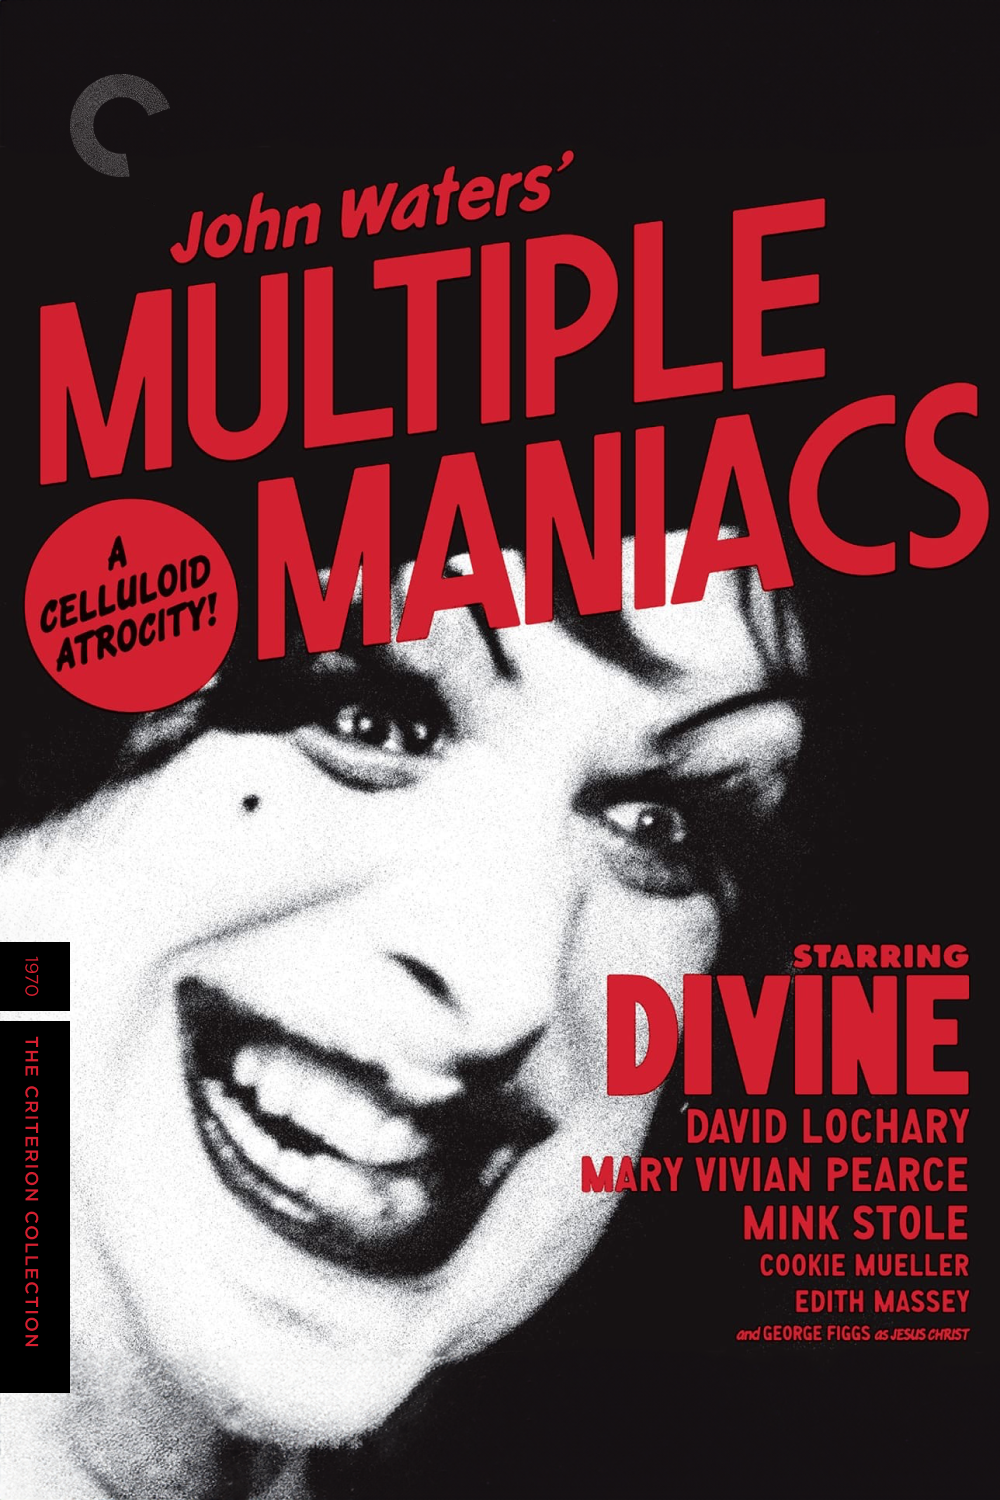 John Waters'
MULTIPLE
MANIACS
A
CELLULOID
ATROCITY!
STARRING
DIVINE
DAVID LOCHARY
MARY VIVIAN PEARCE
MINK STOLE
COOKIE MUELLER
EDITH MASSEY
and GEORGE FIGGS as JESUS CHRIST
1970
THE CRITERION COLLECTION